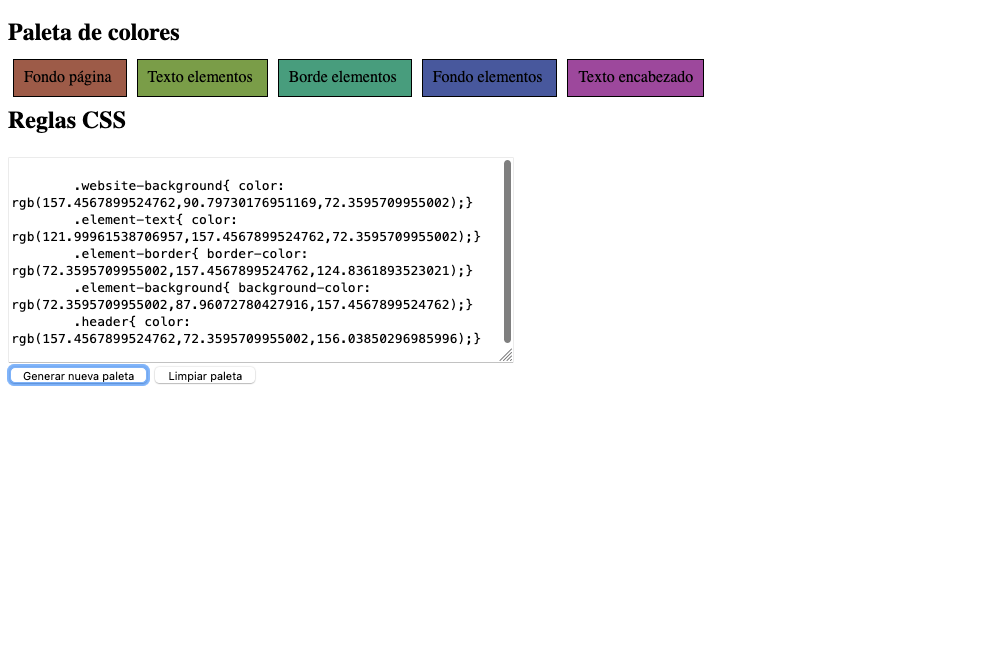 Paleta de colores
Fondo página Texto elementos Borde elementos Fondo elementos Texto encabezado
Reglas CSS
.website-background{ color:
rgb(157.4567899524762,90.79730176951169,72.3595709955002);}
.element-text{ color:
rgb(121.99961538706957,157.4567899524762,72.3595709955002);}
.element-border{ border-color:
rgb(72.3595709955002,157.4567899524762,124.8361893523021);}
.element-background{ background-color:
rgb(72.3595709955002,87.96072780427916,157.4567899524762);}
.header{ color:
rgb(157.4567899524762,72.3595709955002,156.03850296985996);}
Generar nueva paleta Limpiar paleta